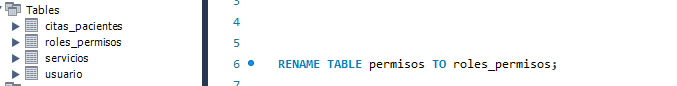 Tables
citas_pacientes
roles_permisos
servicios
usuario
3
4
5
6 RENAME TABLE permisos TO roles_permisos;
7